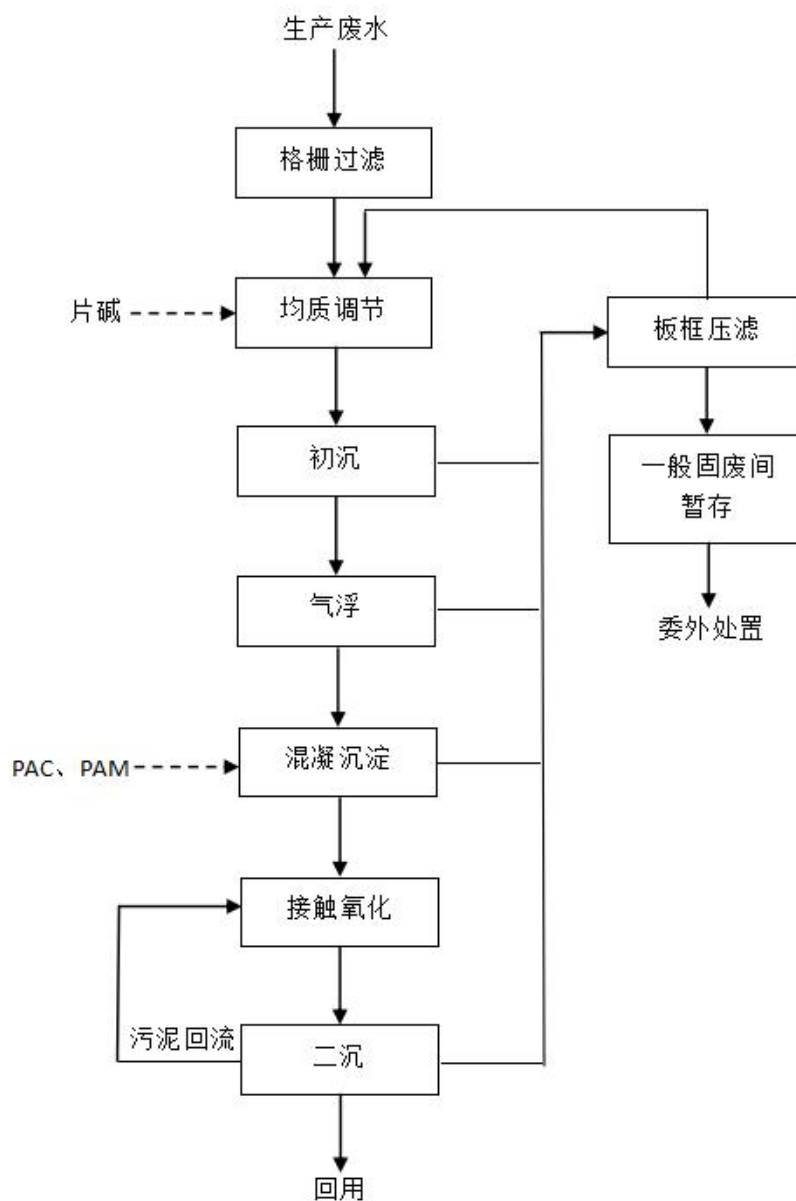 生产废水
格栅过滤
片碱
均质调节
板框压滤
初沉
一般固废间
暂存
气浮
委外处置
PAC、PAM
混凝沉淀
接触氧化
污泥回流
二沉
回用